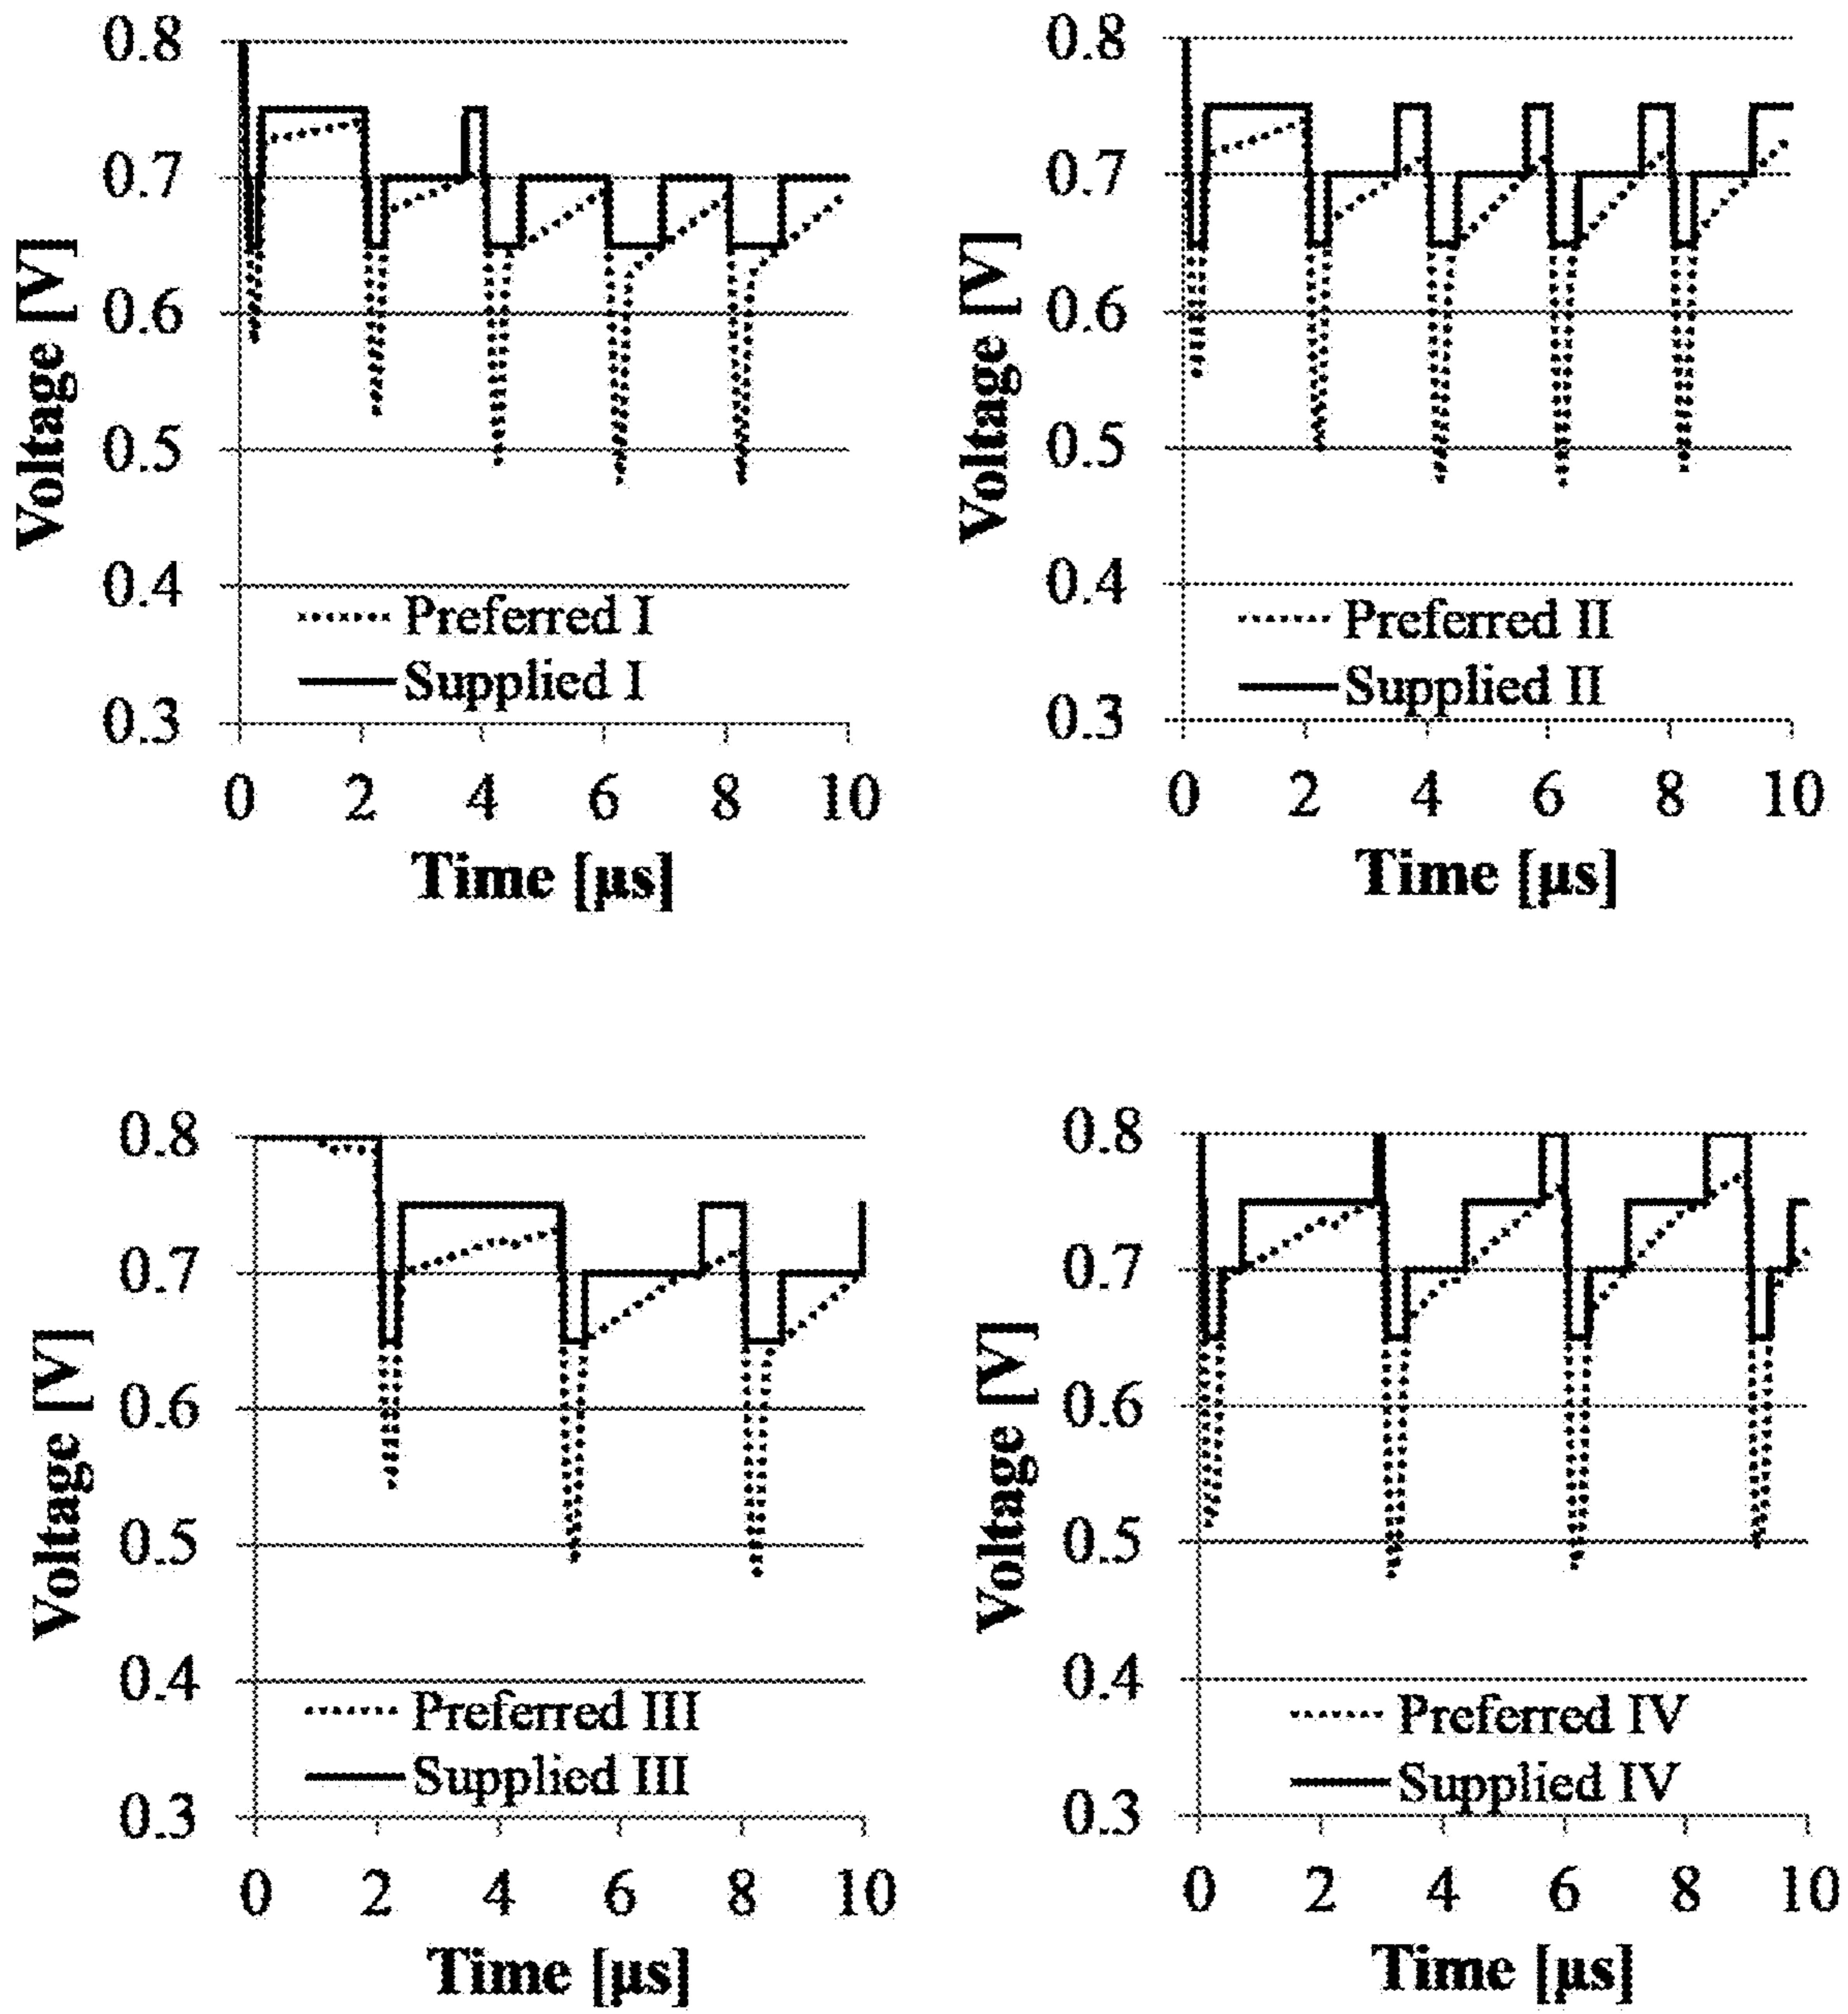 0.8
0.7
0.6
0.5
0.4
0.3
Voltage [V]
Preferred I
Supplied I
0 2 4 6 8 10
Time [µs]
0.8
0.7
0.6
0.5
0.4
0.3
Voltage [V]
Preferred II
Supplied II
0 2 4 6 8 10
Time [µs]
0.8
0.7
0.6
0.5
0.4
0.3
Voltage [V]
Preferred III
Supplied III
0 2 4 6 8 10
Time [µs]
0.8
0.7
0.6
0.5
0.4
0.3
Voltage [V]
Preferred IV
Supplied IV
0 2 4 6 8 10
Time [µs]